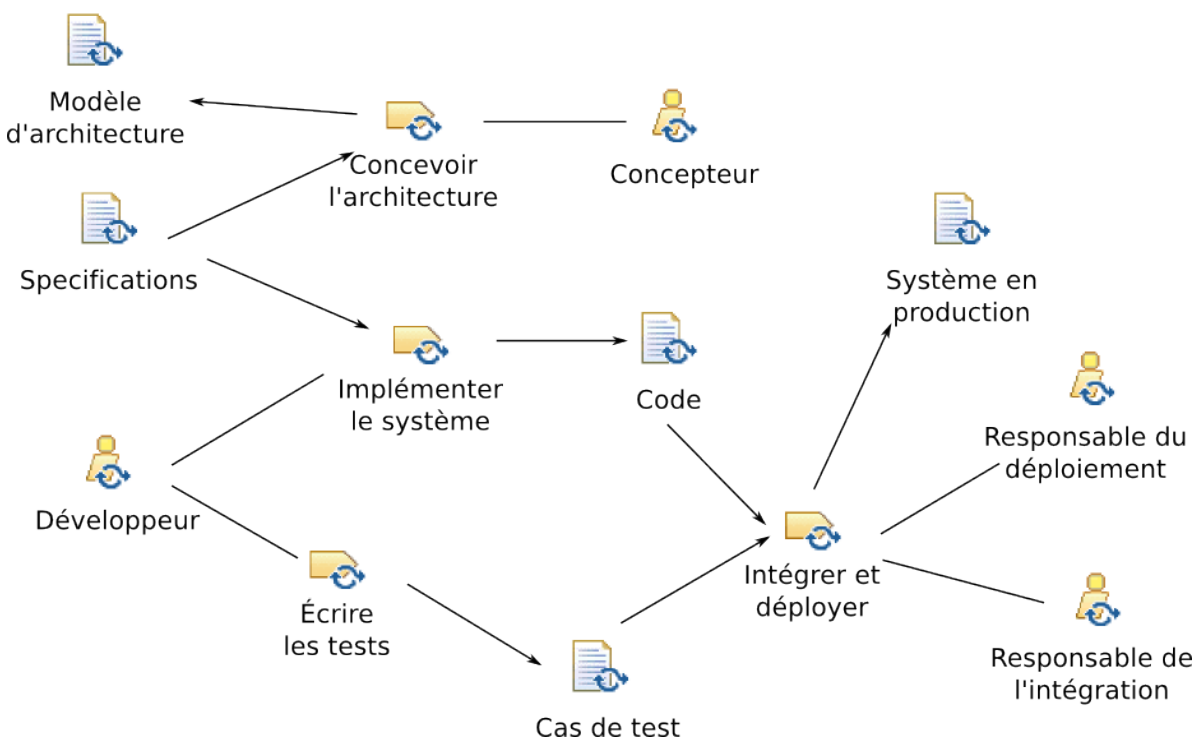 Modèle
d'architecture
Concevoir
l'architecture
Concepteur
Specifications
Système en
production
Implémenter
le système
Code
Responsable du
déploiement
Développeur
Intégrer et
déployer
Écrire
les tests
Responsable de
l'intégration
Cas de test